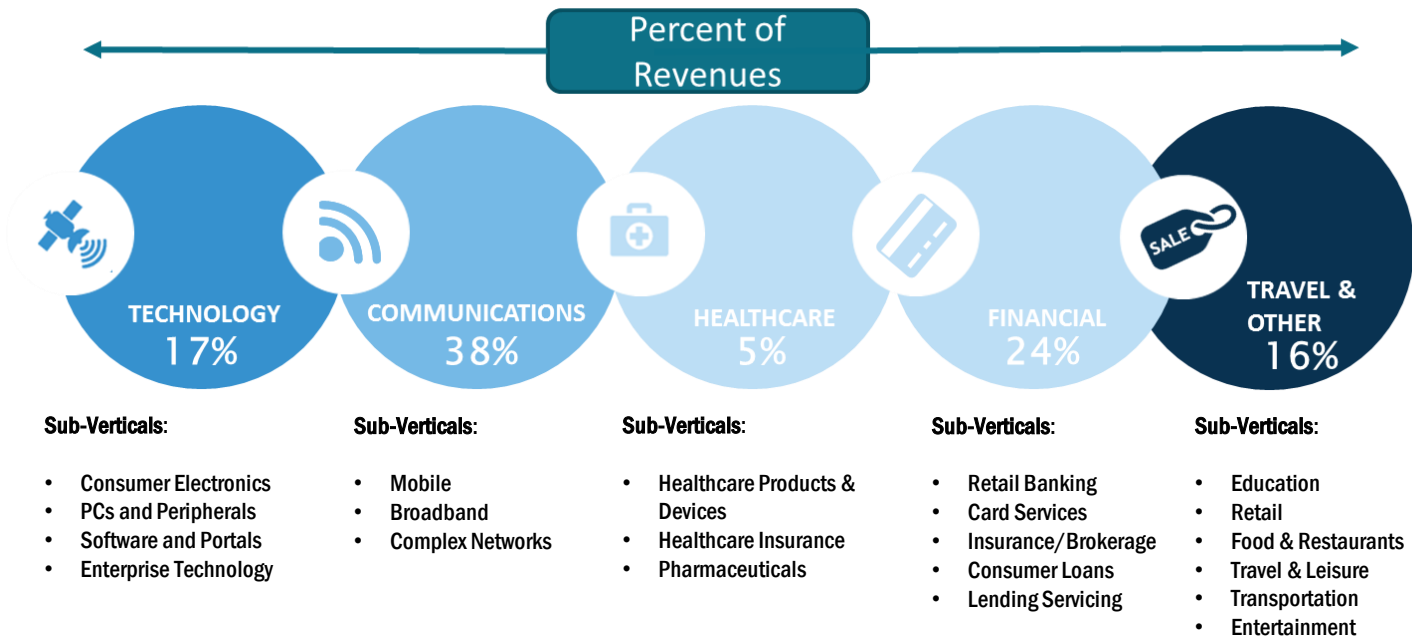 Percent of
Revenues
SALE
TECHNOLOGY
17%
COMMUNICATIONS
38%
HEALTHCARE
5%
FINANCIAL
24%
TRAVEL &
OTHER
16%
Sub-Verticals:
• Consumer Electronics
• PCs and Peripherals
• Software and Portals
• Enterprise Technology
Sub-Verticals:
• Mobile
• Broadband
• Complex Networks
Sub-Verticals:
• Healthcare Products &
Devices
• Healthcare Insurance
• Pharmaceuticals
Sub-Verticals:
• Retail Banking
• Card Services
• Insurance/Brokerage
• Consumer Loans
• Lending Servicing
Sub-Verticals:
• Education
• Retail
• Food & Restaurants
• Travel & Leisure
• Transportation
• Entertainment